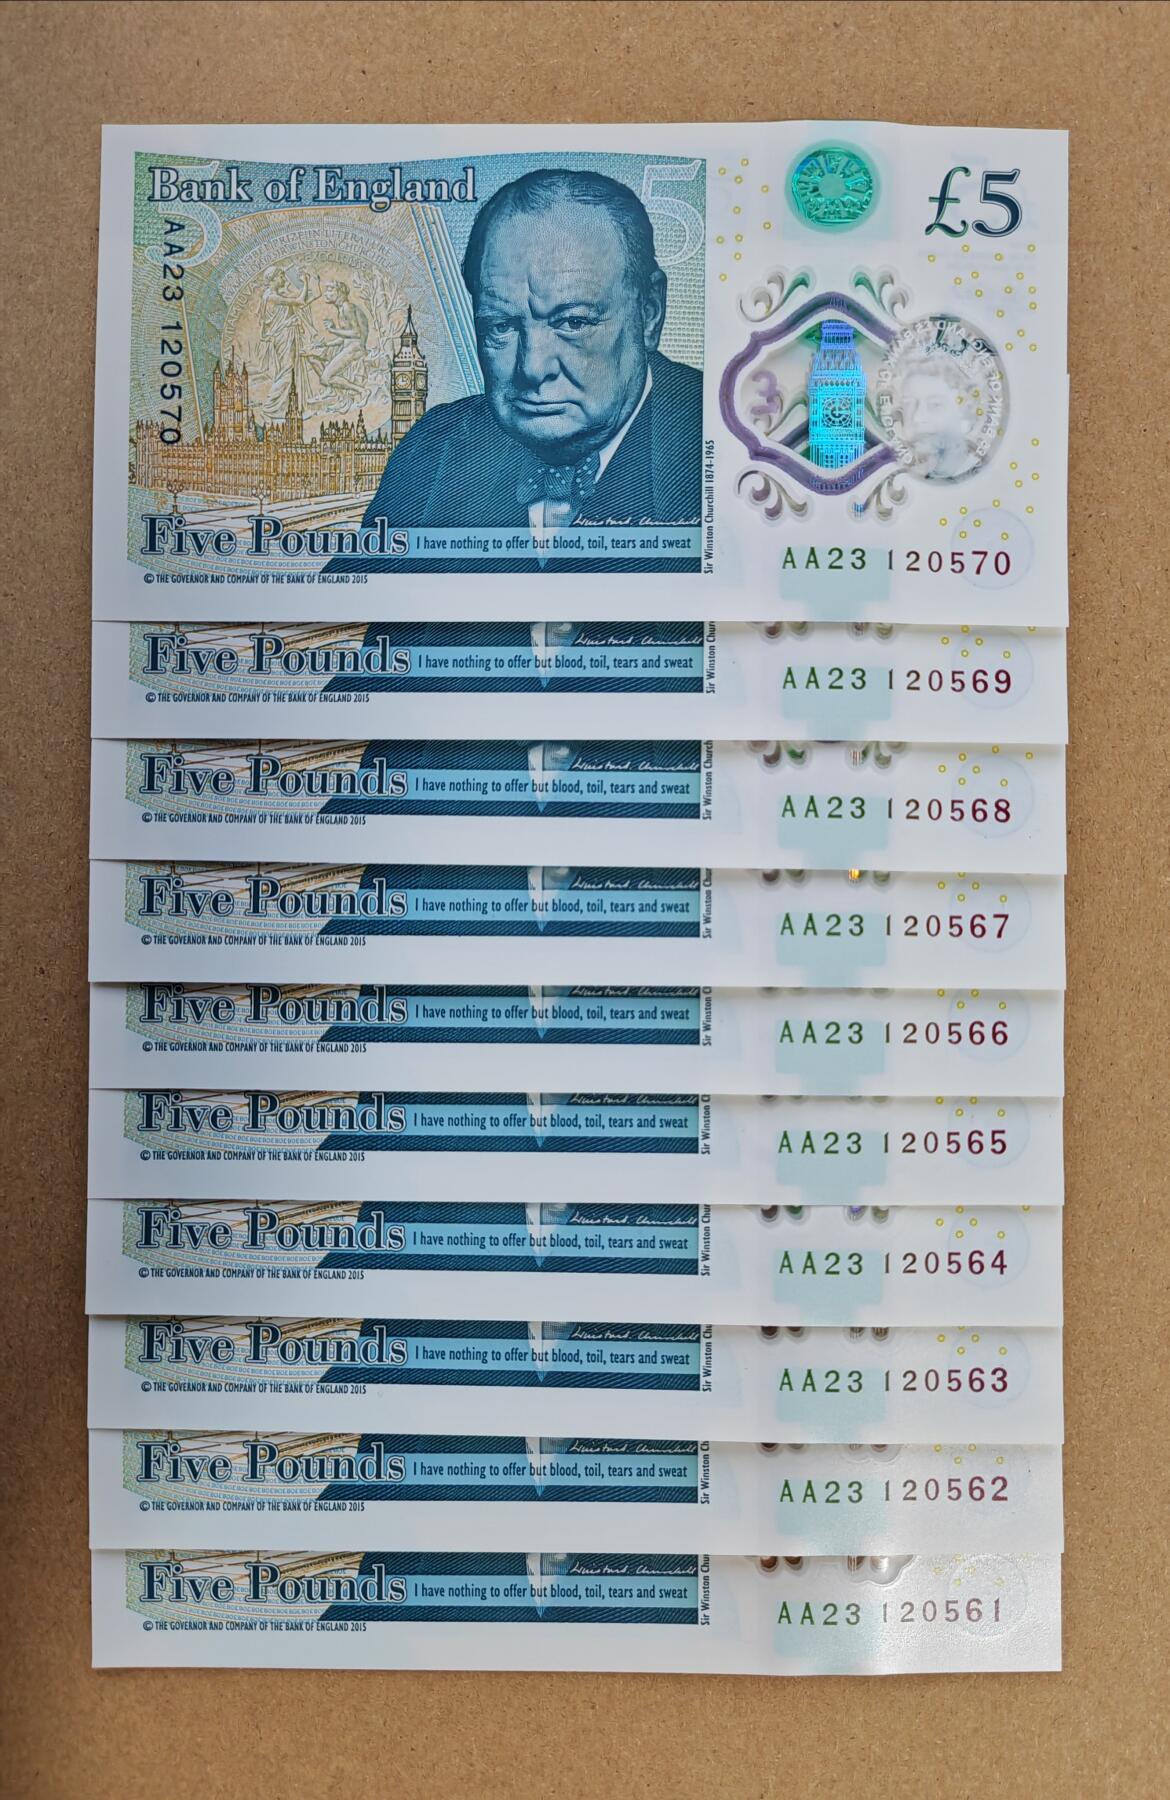 Bank of England
£5
AA23 120570
Five Pounds
I have nothing to offer but blood, toil, tears and sweat
Sir Winston Churchill 1874-1965
© THE GOVERNOR AND COMPANY OF THE BANK OF ENGLAND 2015
AA23 120570
Five Pounds
I have nothing to offer but blood, toil, tears and sweat
AA23 120569
© THE GOVERNOR AND COMPANY OF THE BANK OF ENGLAND 2015
Five Pounds
I have nothing to offer but blood, toil, tears and sweat
AA23 120568
© THE GOVERNOR AND COMPANY OF THE BANK OF ENGLAND 2015
Five Pounds
I have nothing to offer but blood, toil, tears and sweat
AA23 120567
© THE GOVERNOR AND COMPANY OF THE BANK OF ENGLAND 2015
Five Pounds
I have nothing to offer but blood, toil, tears and sweat
AA23 120566
© THE GOVERNOR AND COMPANY OF THE BANK OF ENGLAND 2015
Five Pounds
I have nothing to offer but blood, toil, tears and sweat
AA23 120565
© THE GOVERNOR AND COMPANY OF THE BANK OF ENGLAND 2015
Five Pounds
I have nothing to offer but blood, toil, tears and sweat
AA23 120564
© THE GOVERNOR AND COMPANY OF THE BANK OF ENGLAND 2015
Five Pounds
I have nothing to offer but blood, toil, tears and sweat
AA23 120563
© THE GOVERNOR AND COMPANY OF THE BANK OF ENGLAND 2015
Five Pounds
I have nothing to offer but blood, toil, tears and sweat
AA23 120562
© THE GOVERNOR AND COMPANY OF THE BANK OF ENGLAND 2015
Five Pounds
I have nothing to offer but blood, toil, tears and sweat
AA23 120561
© THE GOVERNOR AND COMPANY OF THE BANK OF ENGLAND 2015